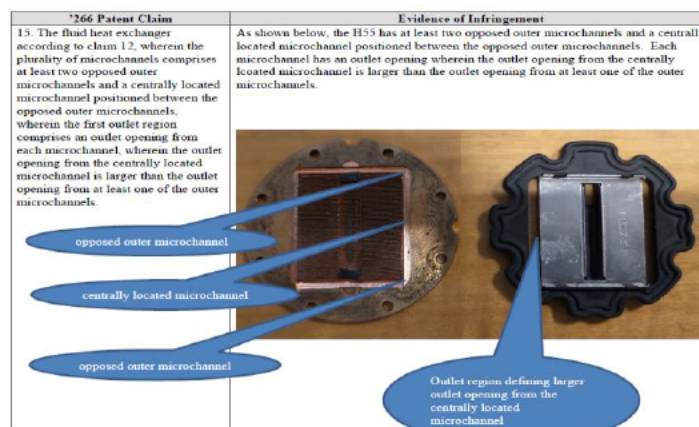 '266 Patent Claim
Evidence of Infringement
15. The fluid heat exchanger
according to claim 12, wherein the
plurality of microchannels comprises
at least two opposed outer
microchannels and a centrally located
microchannel positioned between the
opposed outer microchannels,
wherein the first outlet region
comprises an outlet opening from
each microchannel, wherein the outlet
opening from the centrally located
microchannel is larger than the outlet
opening from at least one of the outer
microchannels.
As shown below, the H55 has at least two opposed outer microchannels and a centrally
located microchannel positioned between the opposed outer microchannels. Each
microchannel has an outlet opening wherein the outlet opening from the centrally
lcoated microchannel is larger than the outlet opening from at least one of the outer
microchannels.
opposed outer microchannel
centrally located microchannel
opposed outer microchannel
Outlet region defining larger
outlet opening from the
centrally located
microchannel